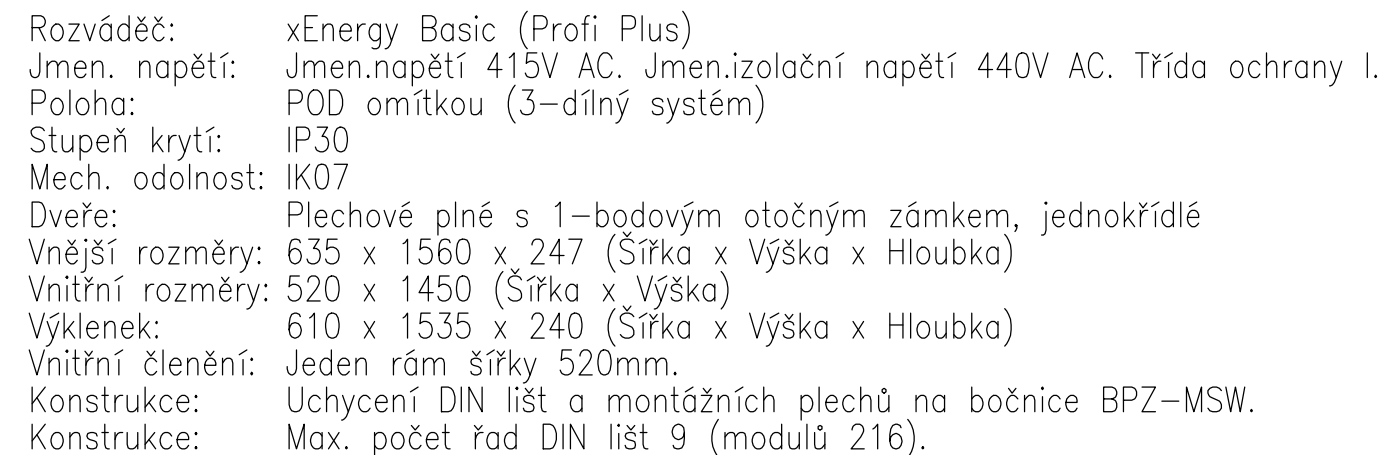 Rozváděč: xEnergy Basic (Profi Plus)
Jmen. napětí: Jmen.napětí 415V AC. Jmen.izolační napětí 440V AC. Třída ochrany I.
Poloha: POD omítkou (3-dílný systém)
Stupeň krytí: IP30
Mech. odolnost: IK07
Dveře: Plechové plné s 1-bodovým otočným zámkem, jednokřídlé
Vnější rozměry: 635 x 1560 x 247 (Šířka x Výška x Hloubka)
Vnitřní rozměry: 520 x 1450 (Šířka x Výška)
Výklenek: 610 x 1535 x 240 (Šířka x Výška x Hloubka)
Vnitřní členění: Jeden rám šířky 520mm.
Konstrukce: Uchycení DIN lišt a montážních plechů na bočnice BPZ-MSW.
Konstrukce: Max. počet řad DIN lišt 9 (modulů 216).